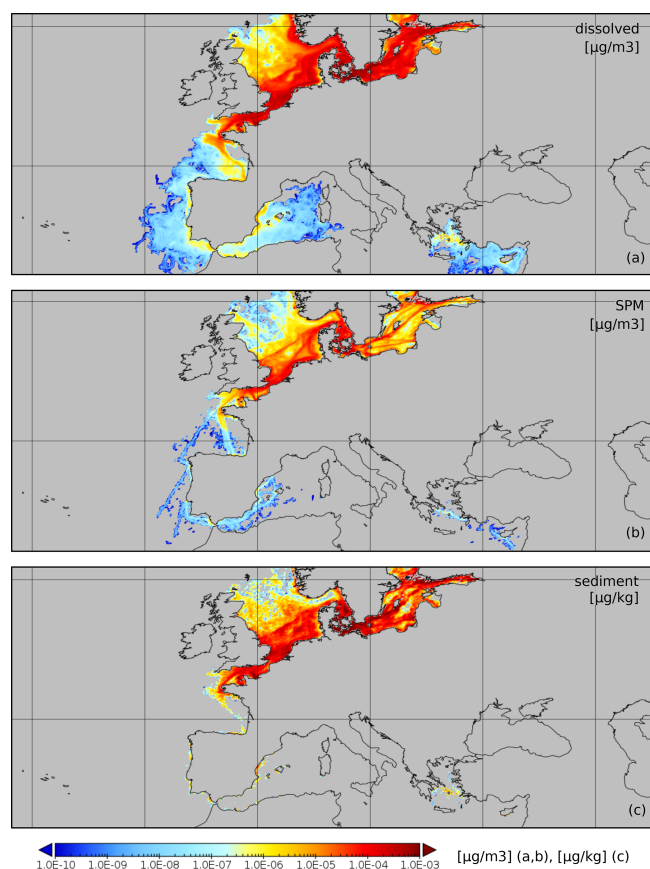 dissolved
[µg/m3]
(a)
SPM
[µg/m3]
(b)
sediment
[µg/kg]
(c)
1.0E-10 1.0E-09 1.0E-08 1.0E-07 1.0E-06 1.0E-05 1.0E-04 1.0E-03 [µg/m3] (a,b), [µg/kg] (c)